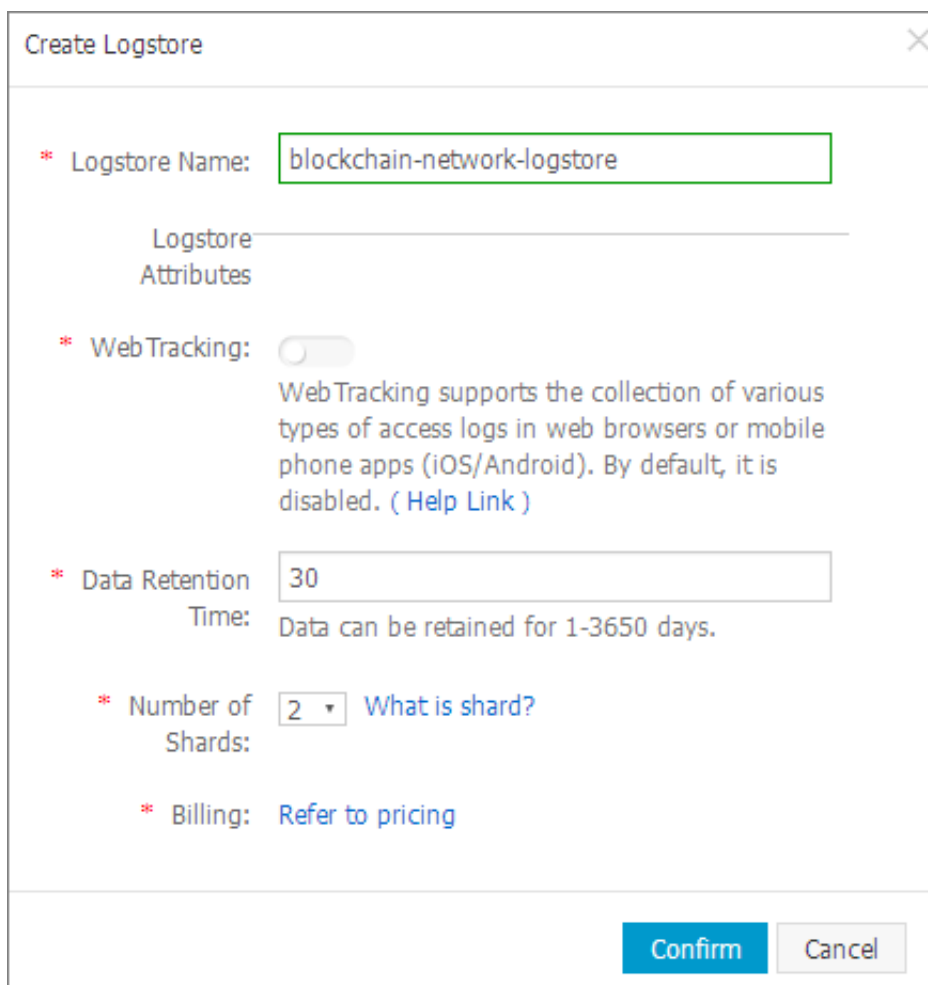 Create Logstore
* Logstore Name: blockchain-network-logstore
Logstore
Attributes
* WebTracking:
WebTracking supports the collection of various
types of access logs in web browsers or mobile
phone apps (iOS/Android). By default, it is
disabled. ( Help Link )
* Data Retention
Time:
30
Data can be retained for 1-3650 days.
* Number of
Shards:
2 What is shard?
* Billing: Refer to pricing
Confirm Cancel